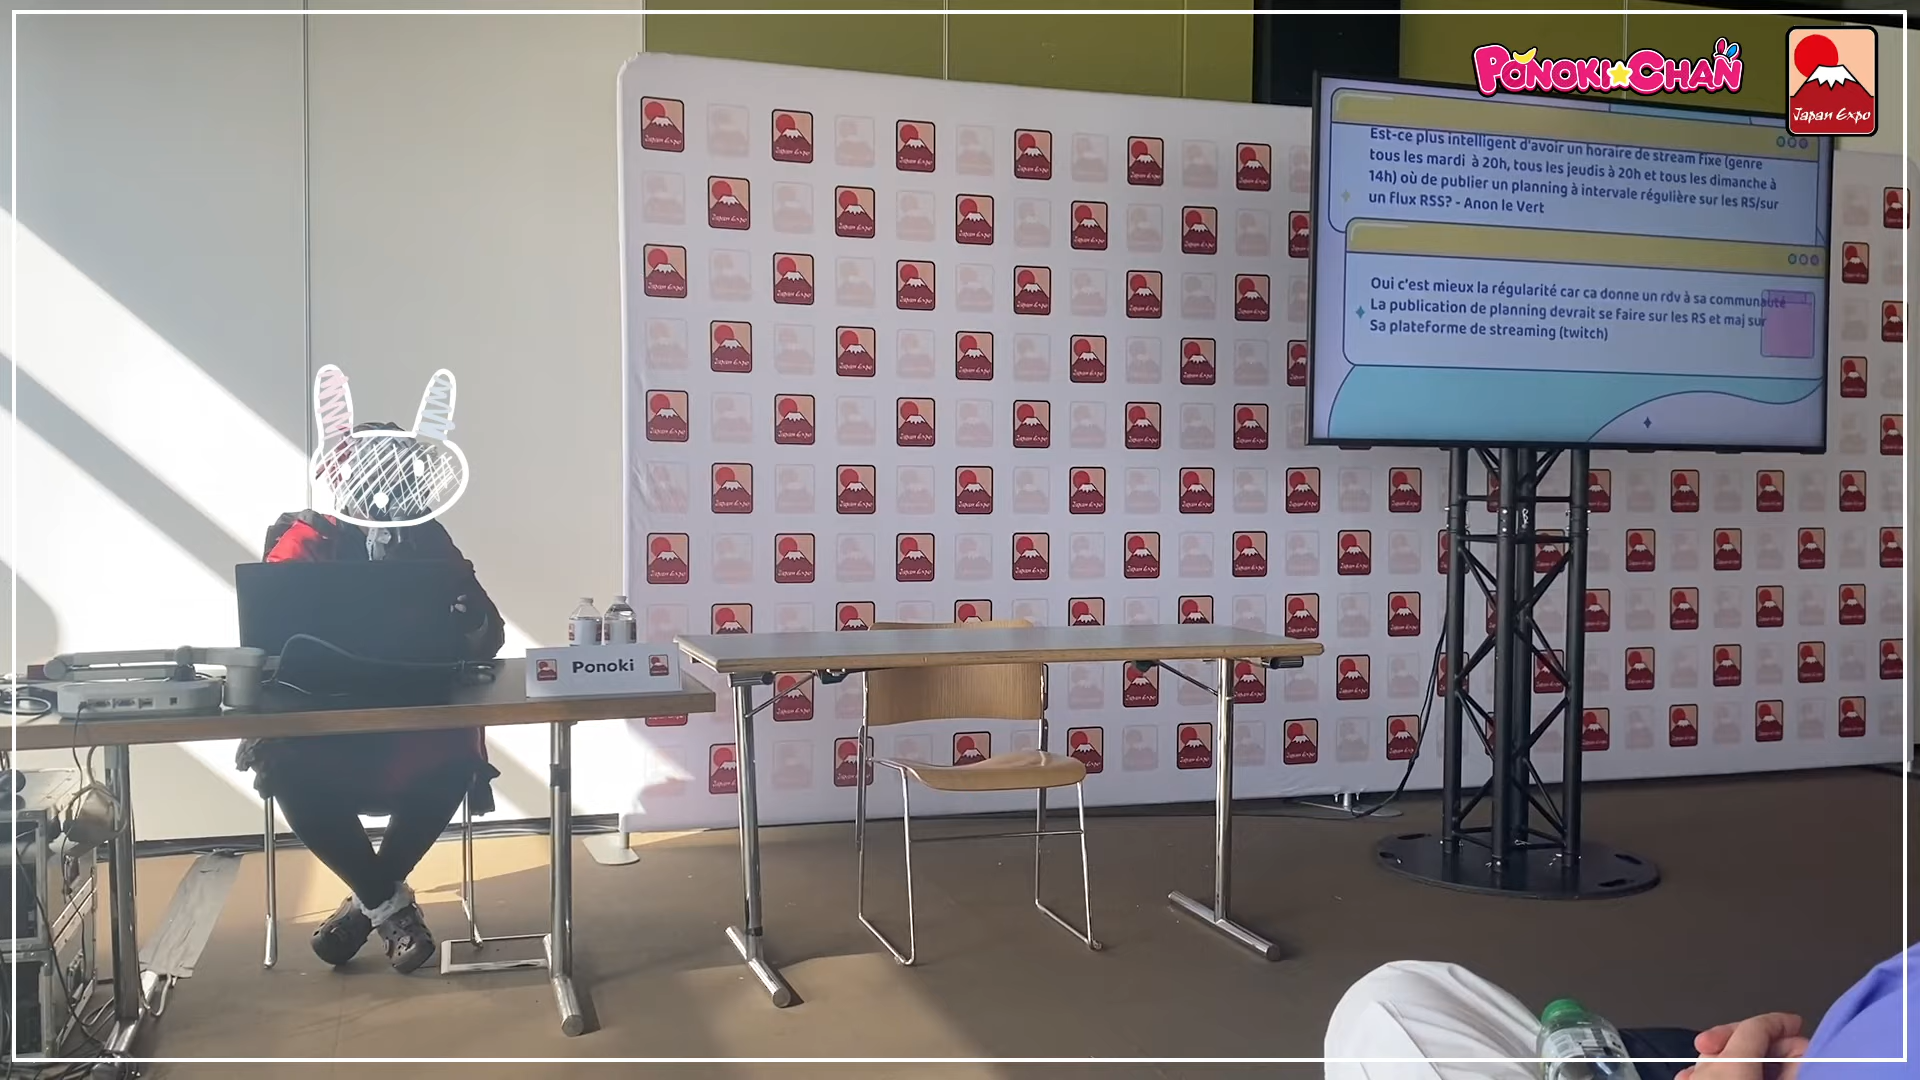 PONOKI CHAN
Japan Expo
Est-ce plus intelligent d'avoir un horaire de stream fixe (genre
tous les mardi à 20h, tous les jeudis à 20h et tous les dimanche à
14h) où de publier un planning à intervale régulière sur les RS/sur
un flux RSS? - Anon le Vert
Oui c'est mieux la régularité car ca donne un rdv à sa communauté
La publication de planning devrait se faire sur les RS et maj sur
Sa plateforme de streaming (twitch)
Ponoki